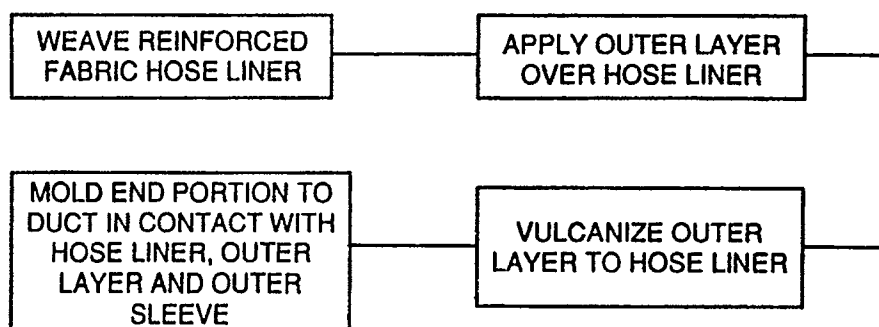 WEAVE REINFORCED
FABRIC HOSE LINER
APPLY OUTER LAYER
OVER HOSE LINER
MOLD END PORTION TO
DUCT IN CONTACT WITH
HOSE LINER, OUTER
LAYER AND OUTER
SLEEVE
VULCANIZE OUTER
LAYER TO HOSE LINER